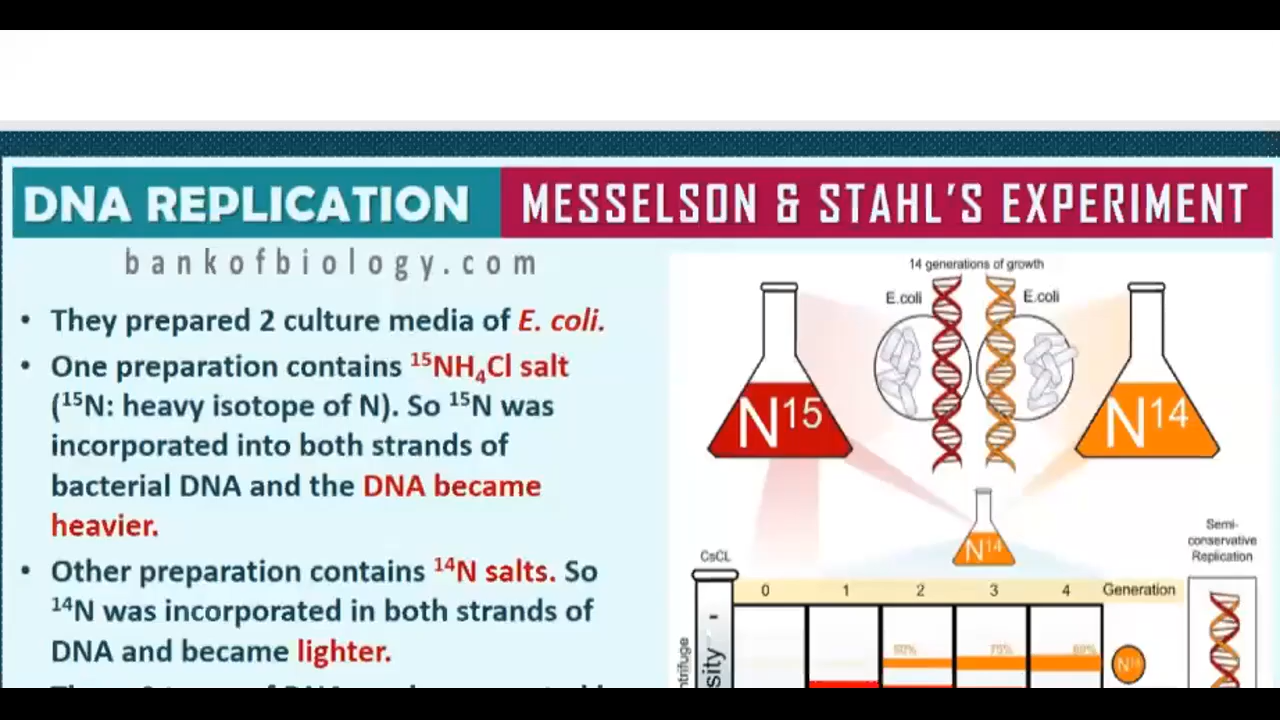 DNA REPLICATION
MESSELSON & STAHL'S EXPERIMENT
bankofbiology.com
• They prepared 2 culture media of E. coli.
• One preparation contains ¹⁵NH₄Cl salt
(¹⁵N: heavy isotope of N). So ¹⁵N was
incorporated into both strands of
bacterial DNA and the DNA became
heavier.
• Other preparation contains ¹⁴N salts. So
¹⁴N was incorporated in both strands of
DNA and became lighter.
14 generations of growth
E.coli
E.coli
N¹⁵
N¹⁴
N¹⁴
Semi-
conservative
Replication
CsCL
0 1 2 3 4 Generation
50% 75%
N¹⁴